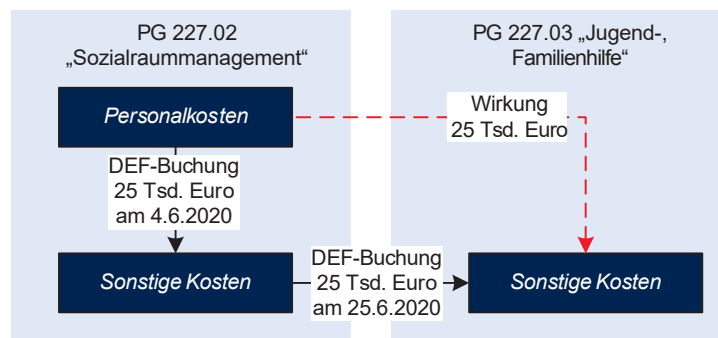 PG 227.02
„Sozialraummanagement“
Personalkosten
DEF-Buchung
25 Tsd. Euro
am 4.6.2020
Sonstige Kosten
DEF-Buchung
25 Tsd. Euro
am 25.6.2020
PG 227.03 „Jugend-,
Familienhilfe“
Wirkung
25 Tsd. Euro
Sonstige Kosten